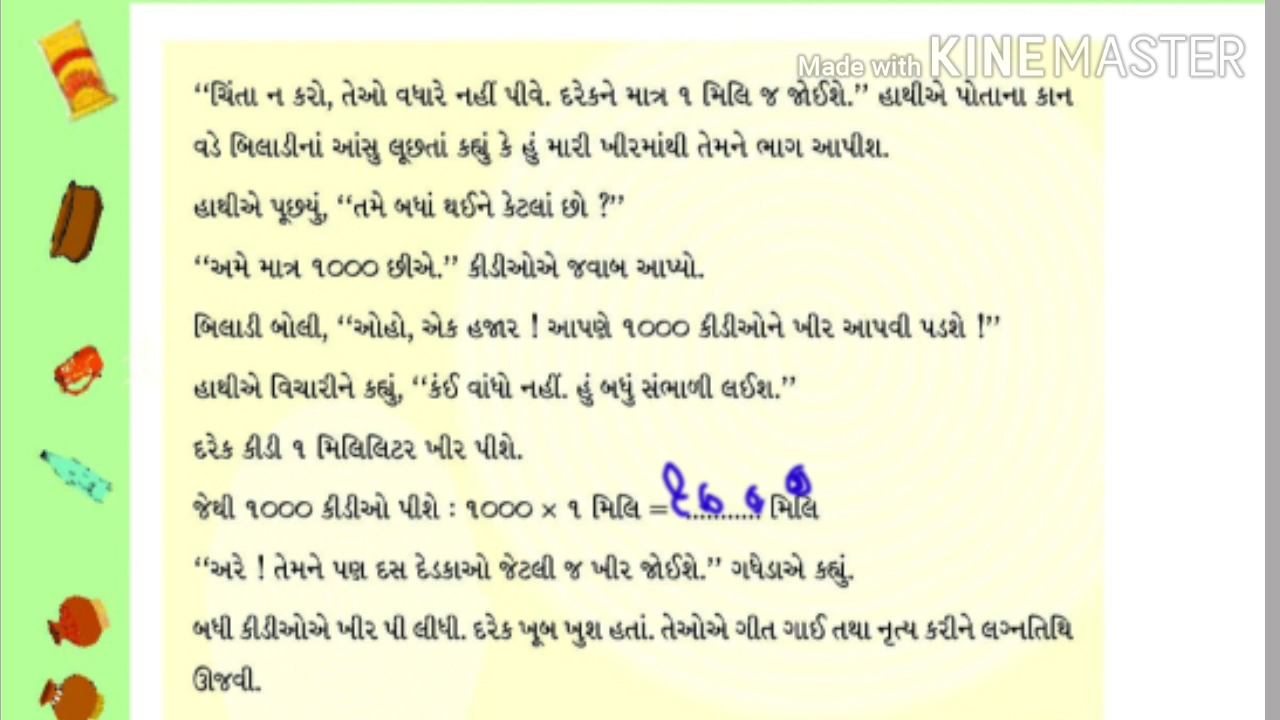 Made with KINEMASTER
“ચિંતા ન કરો, તેઓ વધારે નહીં પીવે. દરેકને માત્ર ૧ મિલિ જ જોઈશે.” હાથીએ પોતાના કાન
વડે બિલાડીનાં આંસુ લૂછતાં કહ્યું કે હું મારી ખીરમાંથી તેમને ભાગ આપીશ.
હાથીએ પૂછયું, “તમે બધાં થઈને કેટલાં છો ?”
“અમે માત્ર ૧૦૦૦ છીએ.” કીડીઓએ જવાબ આપ્યો.
બિલાડી બોલી, “ઓહો, એક હજાર ! આપણે ૧૦૦૦ કીડીઓને ખીર આપવી પડશે !”
હાથીએ વિચારીને કહ્યું, “કંઈ વાંધો નહીં. હું બધું સંભાળી લઈશ.”
દરેક કીડી ૧ મિલિલિટર ખીર પીશે.
જેથી ૧૦૦૦ કીડીઓ પીશે : ૧૦૦૦ × ૧ મિલિ = ૧૦૦૦ મિલિ
“અરે ! તેમને પણ દસ દેડકાઓ જેટલી જ ખીર જોઈશે.” ગધેડાએ કહ્યું.
બધી કીડીઓએ ખીર પી લીધી. દરેક ખૂબ ખુશ હતાં. તેઓએ ગીત ગાઈ તથા નૃત્ય કરીને લગ્નતિથિ
ઊજવી.